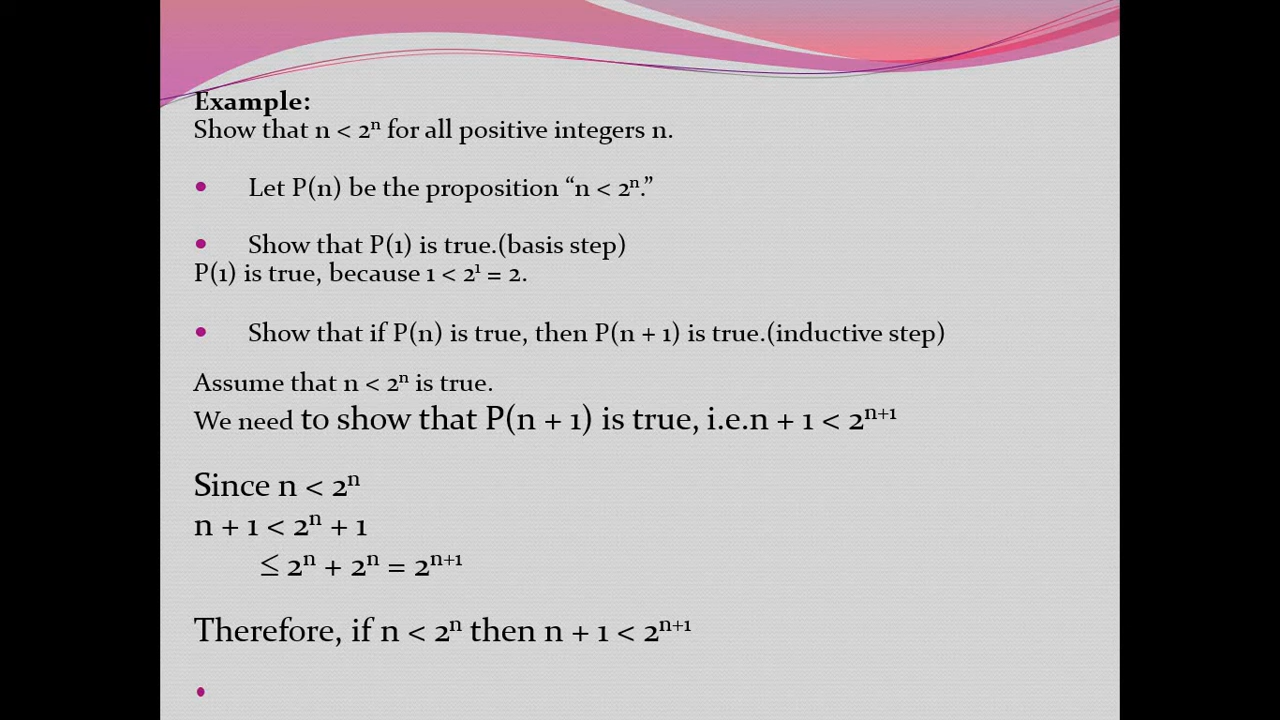 Example:
Show that n < 2ⁿ for all positive integers n.
• Let P(n) be the proposition “n < 2ⁿ.”
• Show that P(1) is true.(basis step)
P(1) is true, because 1 < 2¹ = 2.
• Show that if P(n) is true, then P(n + 1) is true.(inductive step)
Assume that n < 2ⁿ is true.
We need to show that P(n + 1) is true, i.e.n + 1 < 2ⁿ⁺¹
Since n < 2ⁿ
n + 1 < 2ⁿ + 1
≤ 2ⁿ + 2ⁿ = 2ⁿ⁺¹
Therefore, if n < 2ⁿ then n + 1 < 2ⁿ⁺¹
•